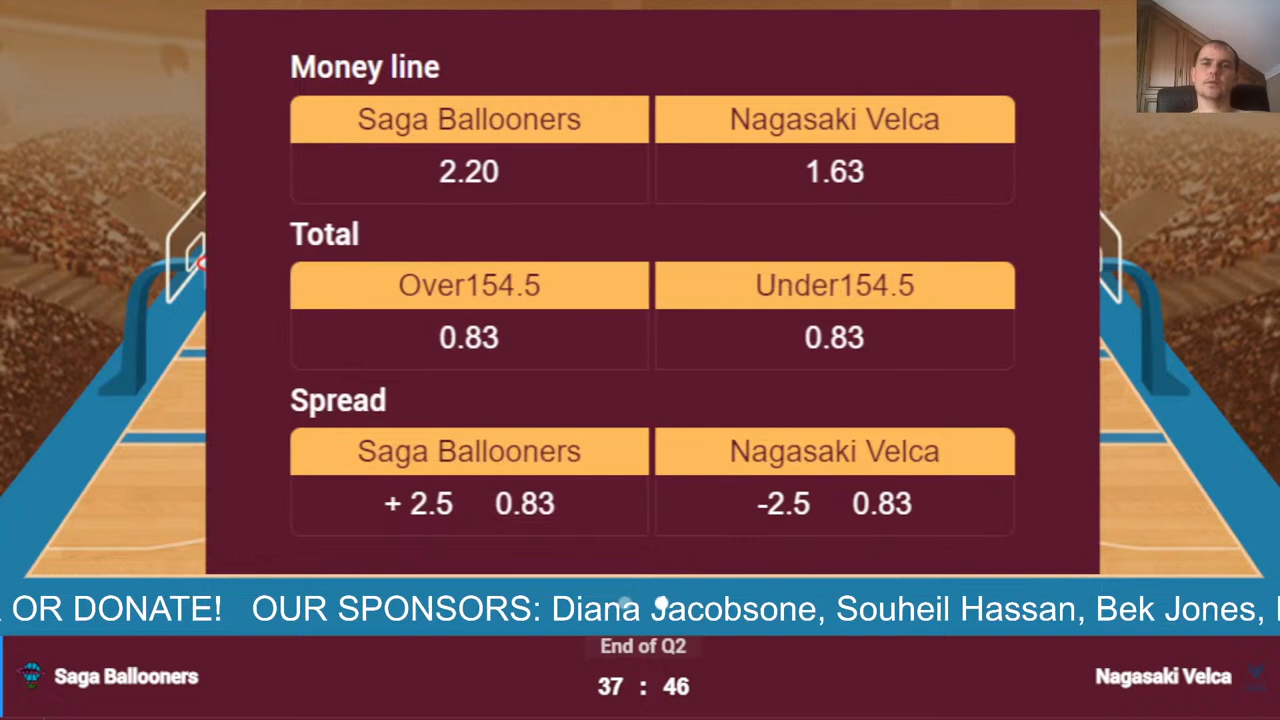 Money line
Saga Ballooners Nagasaki Velca
2.20 1.63
Total
Over154.5 Under154.5
0.83 0.83
Spread
Saga Ballooners Nagasaki Velca
+ 2.5 0.83 -2.5 0.83
OR DONATE! OUR SPONSORS: Diana Jacobsone, Souheil Hassan, Bek Jones,
End of Q2
Saga Ballooners 37 : 46 Nagasaki Velca